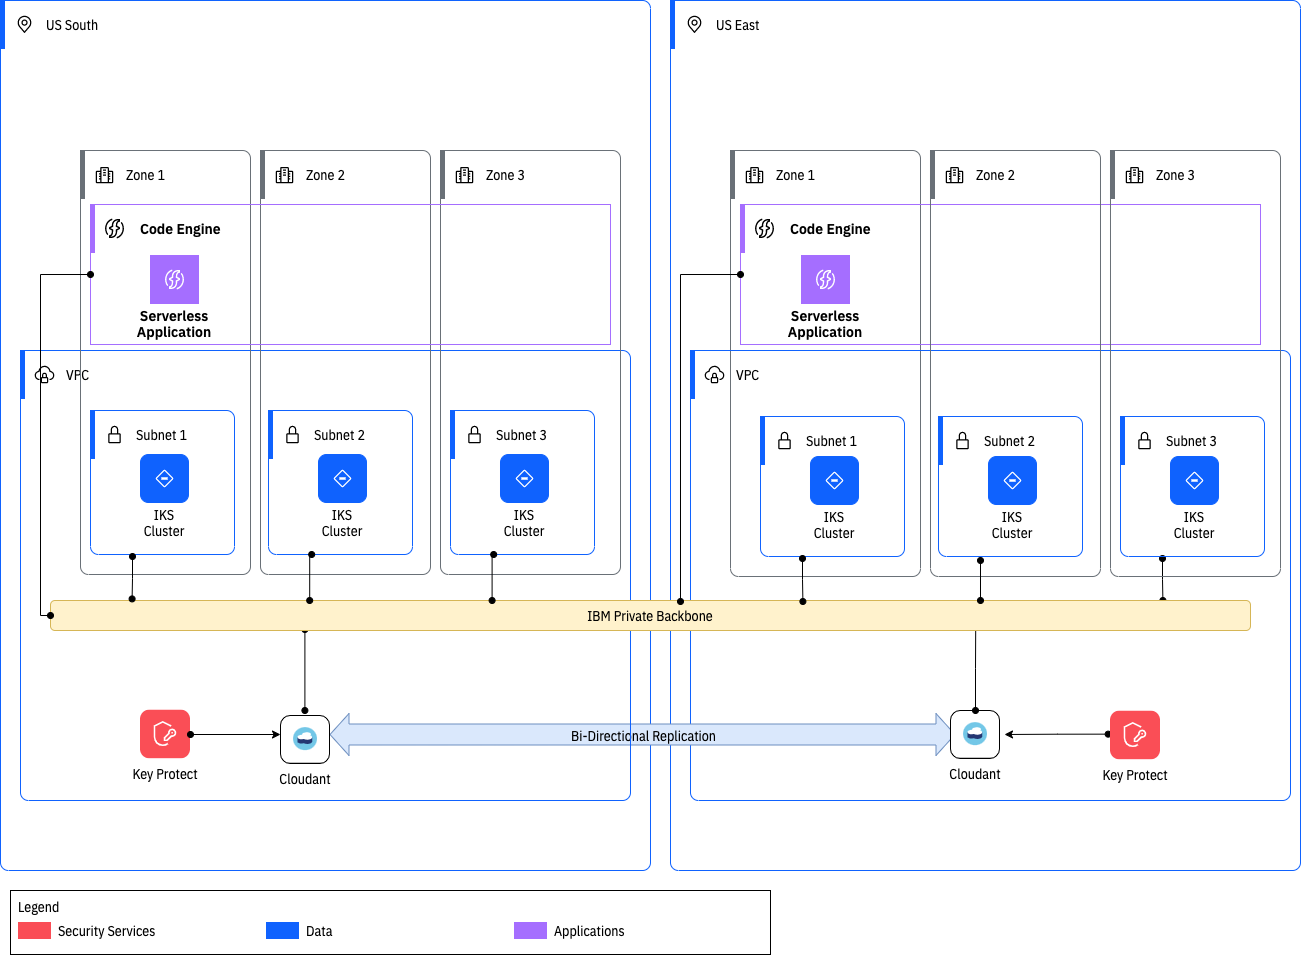 US South
US East
Zone 1
Zone 2
Zone 3
Zone 1
Zone 2
Zone 3
Code Engine
Code Engine
Serverless
Application
Serverless
Application
VPC
VPC
Subnet 1
Subnet 2
Subnet 3
Subnet 1
Subnet 2
Subnet 3
IKS
Cluster
IKS
Cluster
IKS
Cluster
IKS
Cluster
IKS
Cluster
IKS
Cluster
IBM Private Backbone
Bi-Directional Replication
Key Protect
Cloudant
Cloudant
Key Protect
Legend
Security Services
Data
Applications